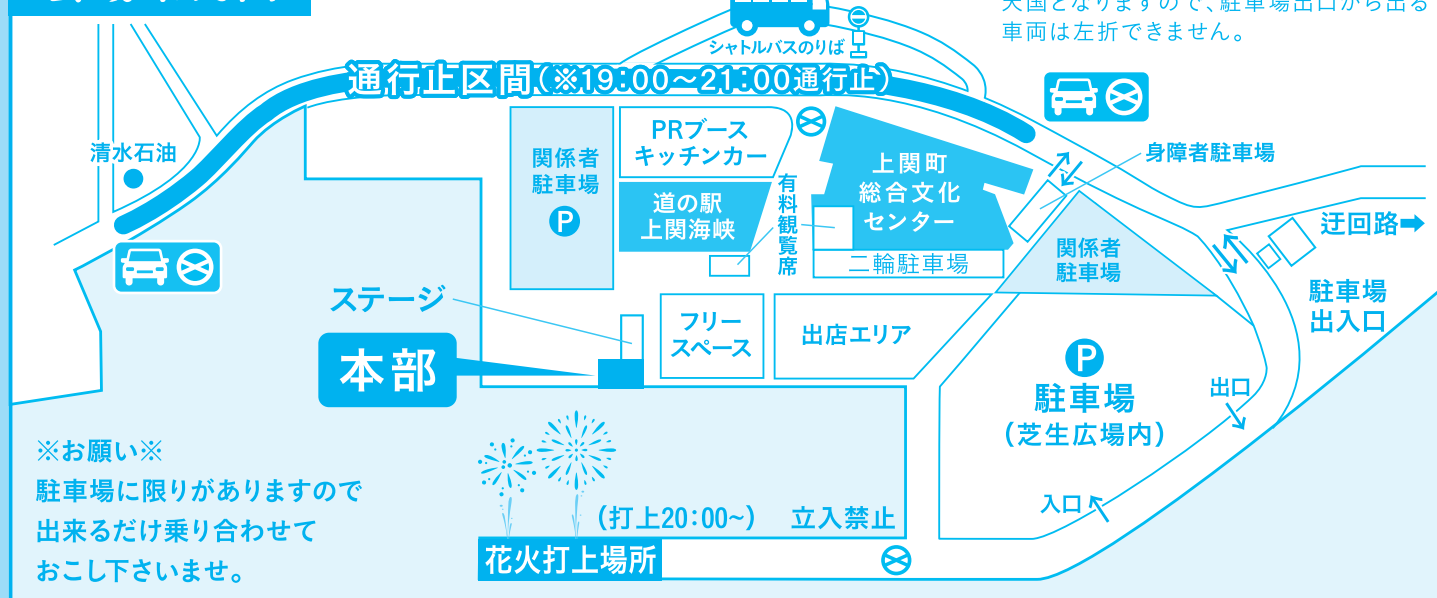 天国となりますので、駐車場出口から出る
車両は左折できません。
シャトルバスのりば
通行止区間(※19:00〜21:00通行止)
清水石油
関係者
駐車場
P
PRブース
キッチンカー
道の駅
上関海峡
有料観覧席
上関町
総合文化
センター
二輪駐車場
身障者駐車場
関係者
駐車場
迂回路➡
駐車場
出入口
ステージ
本部
フリー
スペース
出店エリア
P
駐車場
(芝生広場内)
出口
入口
※お願い※
駐車場に限りがありますので
出来るだけ乗り合わせて
おこし下さいませ。
(打上20:00~) 立入禁止
花火打上場所